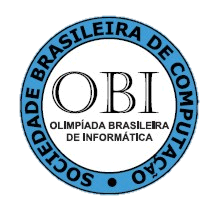 SOCIEDADE BRASILEIRA DE COMPUTAÇÃO
OBI
OLIMPÍADA BRASILEIRA
DE INFORMÁTICA